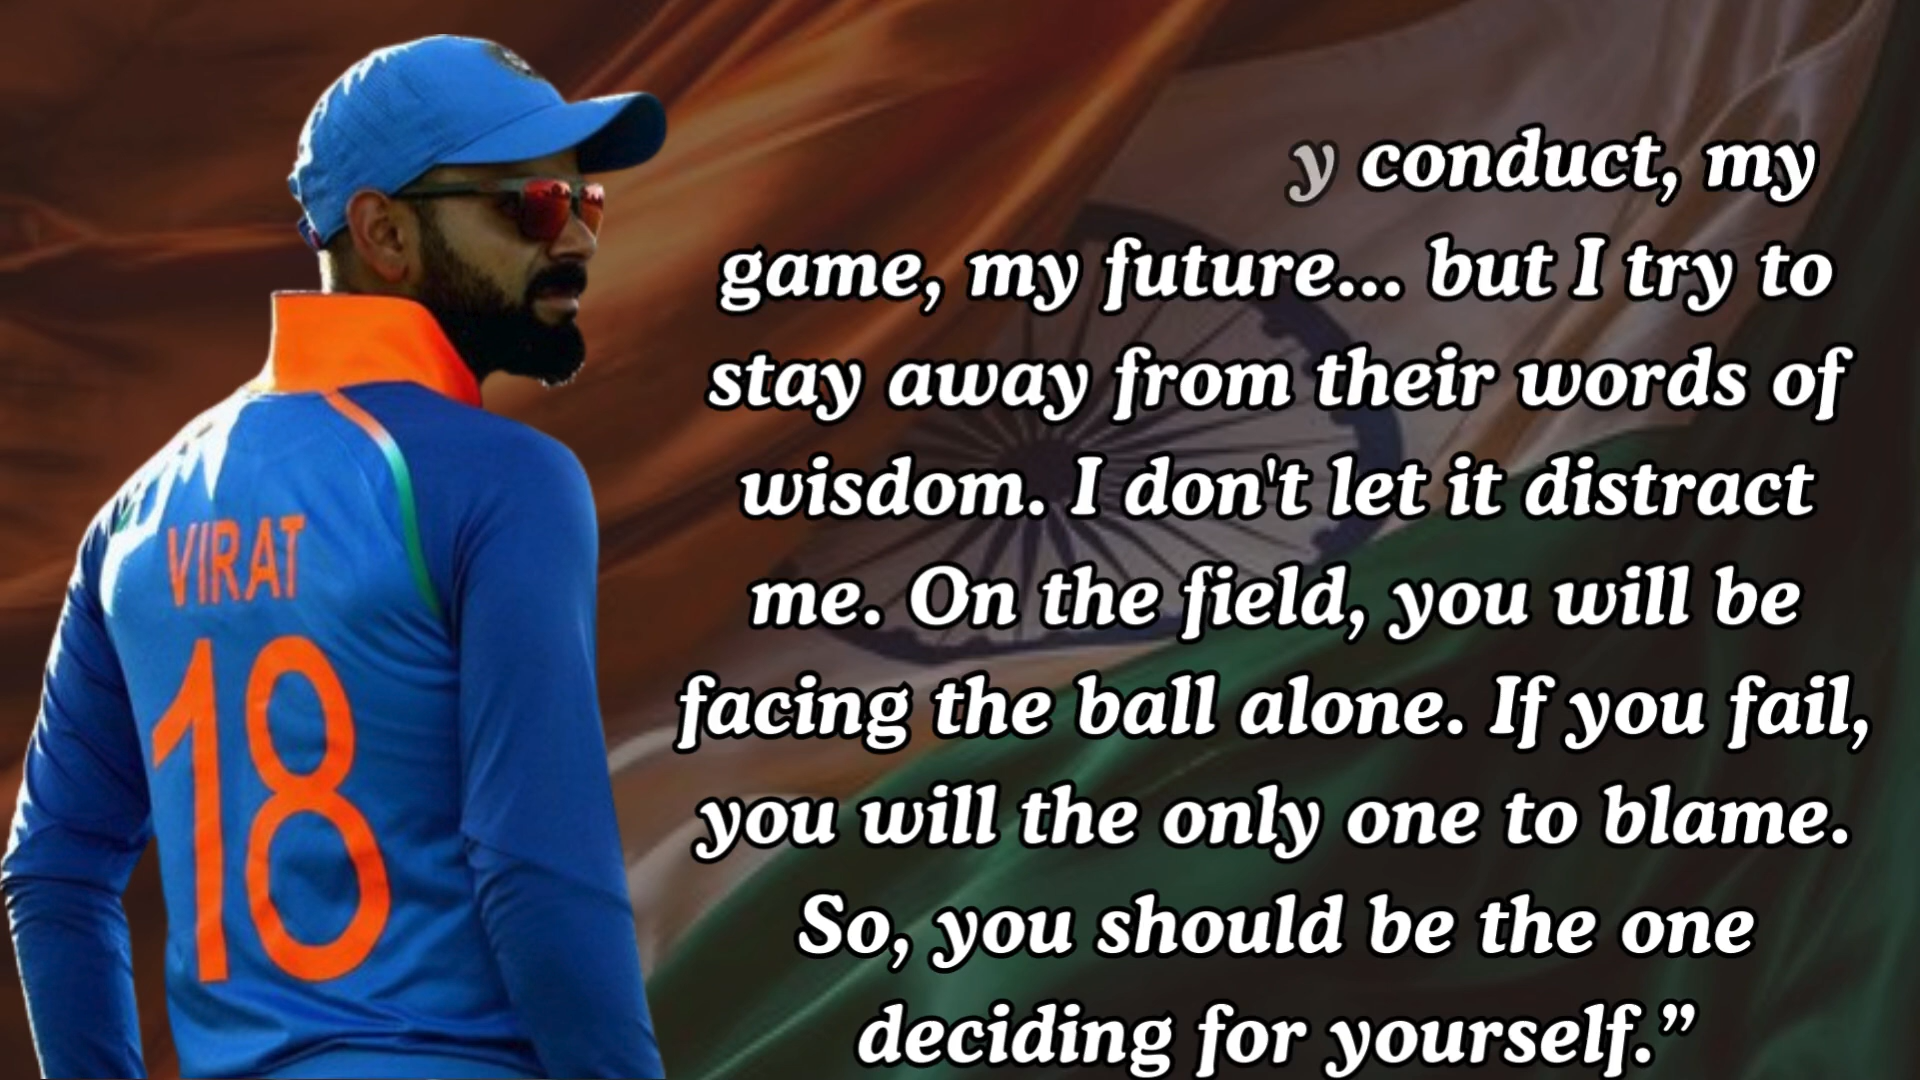 y conduct, my
game, my future... but I try to
stay away from their words of
wisdom. I don't let it distract
me. On the field, you will be
facing the ball alone. If you fail,
you will the only one to blame.
So, you should be the one
deciding for yourself.”
VIRAT
18